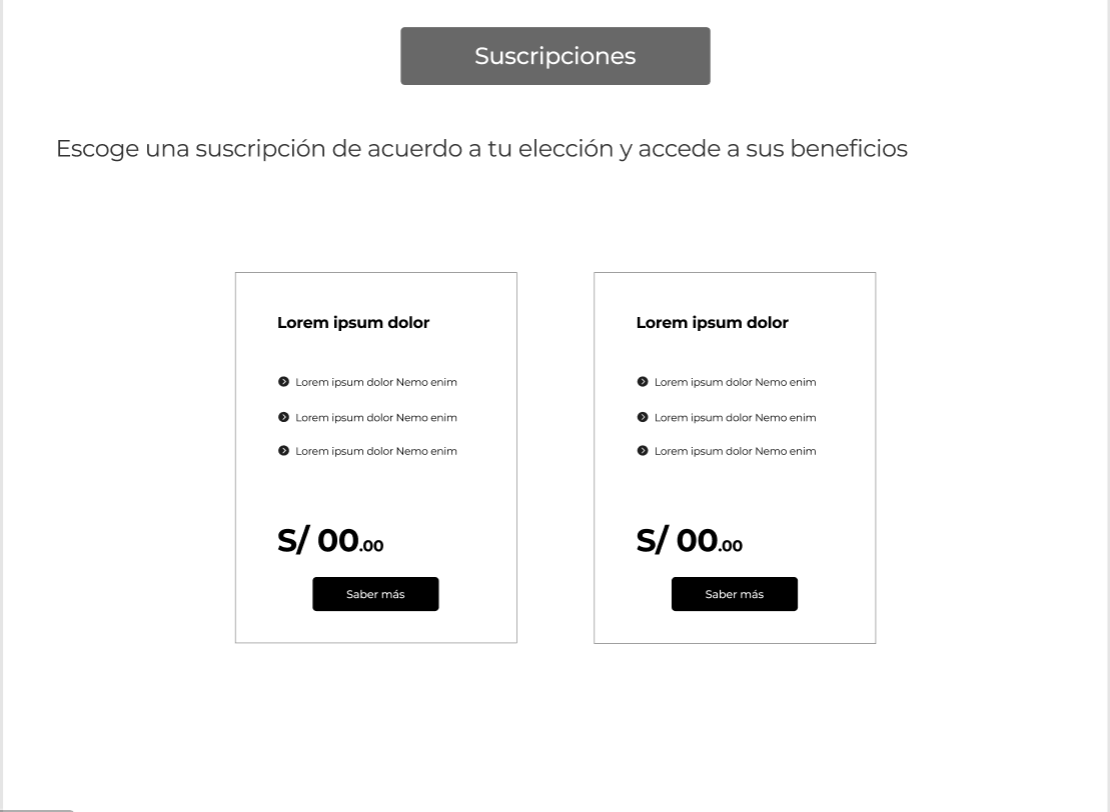 Suscripciones
Escoge una suscripción de acuerdo a tu elección y accede a sus beneficios
Lorem ipsum dolor
Lorem ipsum dolor Nemo enim
Lorem ipsum dolor Nemo enim
Lorem ipsum dolor Nemo enim
S/ 00.00
Saber más
Lorem ipsum dolor
Lorem ipsum dolor Nemo enim
Lorem ipsum dolor Nemo enim
Lorem ipsum dolor Nemo enim
S/ 00.00
Saber más